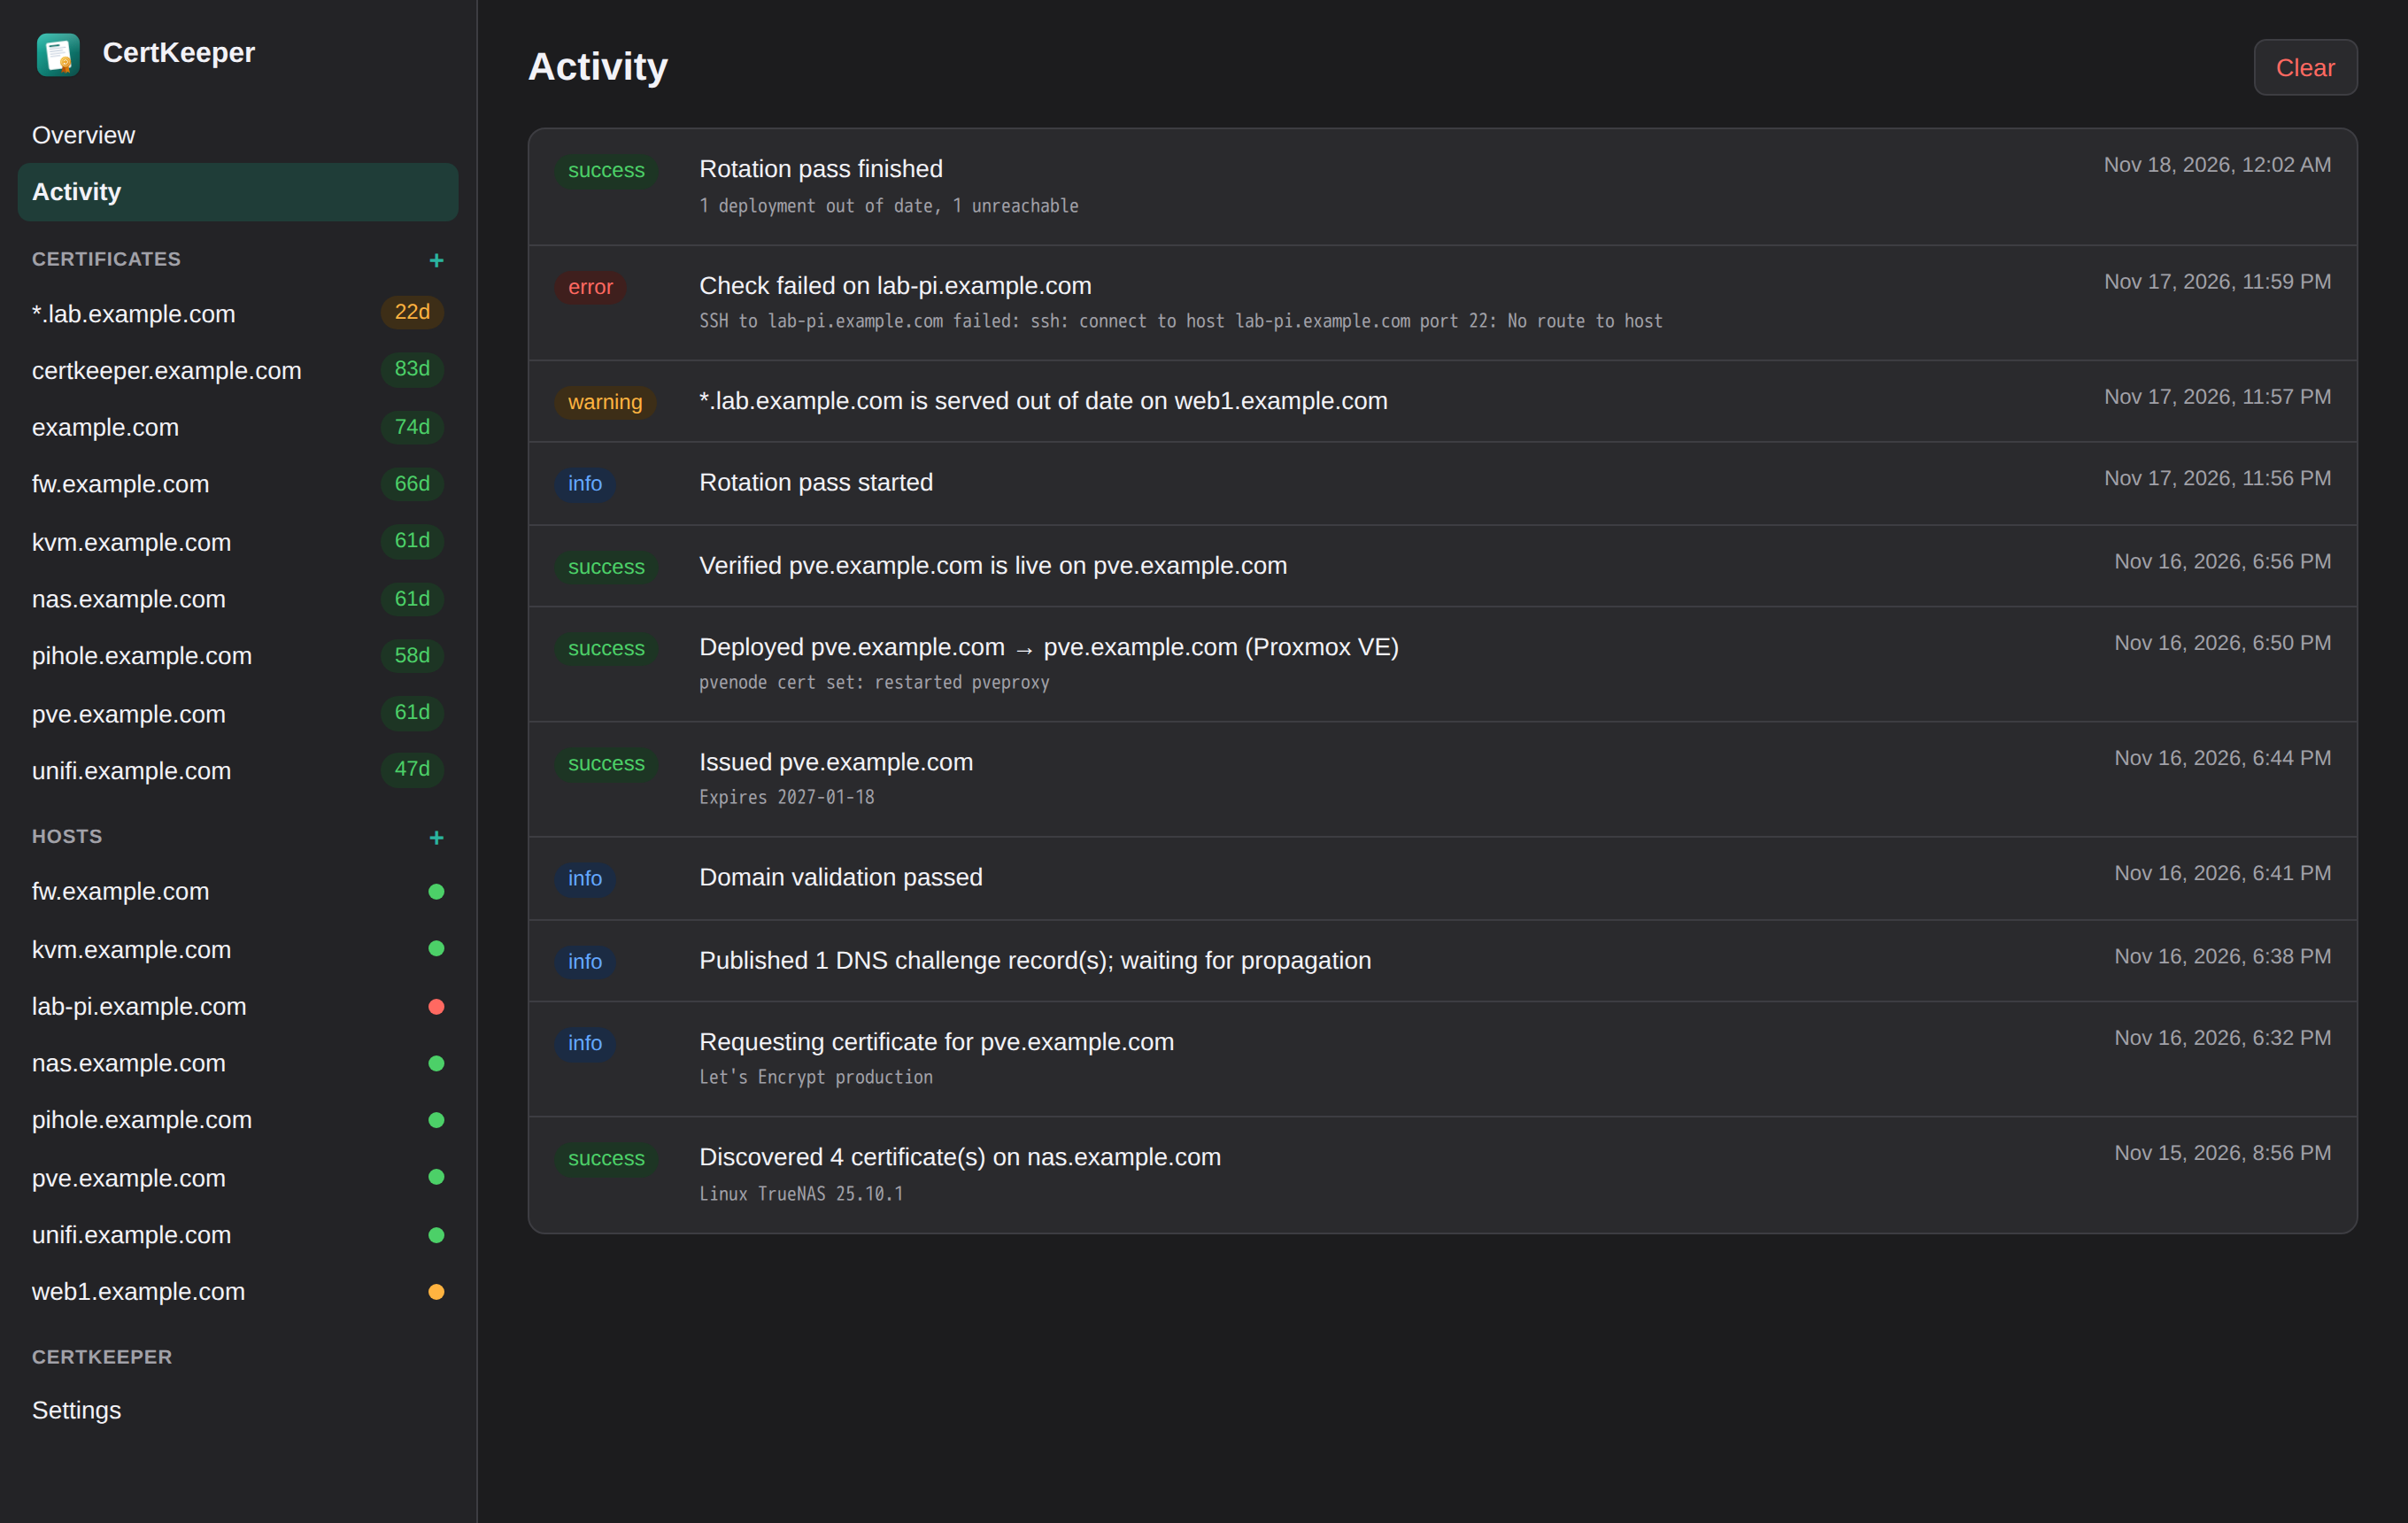 CertKeeper
Overview
Activity
CERTIFICATES +
*.lab.example.com 22d
certkeeper.example.com 83d
example.com 74d
fw.example.com 66d
kvm.example.com 61d
nas.example.com 61d
pihole.example.com 58d
pve.example.com 61d
unifi.example.com 47d
HOSTS +
fw.example.com
kvm.example.com
lab-pi.example.com
nas.example.com
pihole.example.com
pve.example.com
unifi.example.com
web1.example.com
CERTKEEPER
Settings
Activity Clear
success Rotation pass finished Nov 18, 2026, 12:02 AM
1 deployment out of date, 1 unreachable
error Check failed on lab-pi.example.com Nov 17, 2026, 11:59 PM
SSH to lab-pi.example.com failed: ssh: connect to host lab-pi.example.com port 22: No route to host
warning *.lab.example.com is served out of date on web1.example.com Nov 17, 2026, 11:57 PM
info Rotation pass started Nov 17, 2026, 11:56 PM
success Verified pve.example.com is live on pve.example.com Nov 16, 2026, 6:56 PM
success Deployed pve.example.com → pve.example.com (Proxmox VE) Nov 16, 2026, 6:50 PM
pvenode cert set: restarted pveproxy
success Issued pve.example.com Nov 16, 2026, 6:44 PM
Expires 2027-01-18
info Domain validation passed Nov 16, 2026, 6:41 PM
info Published 1 DNS challenge record(s); waiting for propagation Nov 16, 2026, 6:38 PM
info Requesting certificate for pve.example.com Nov 16, 2026, 6:32 PM
Let's Encrypt production
success Discovered 4 certificate(s) on nas.example.com Nov 15, 2026, 8:56 PM
Linux TrueNAS 25.10.1